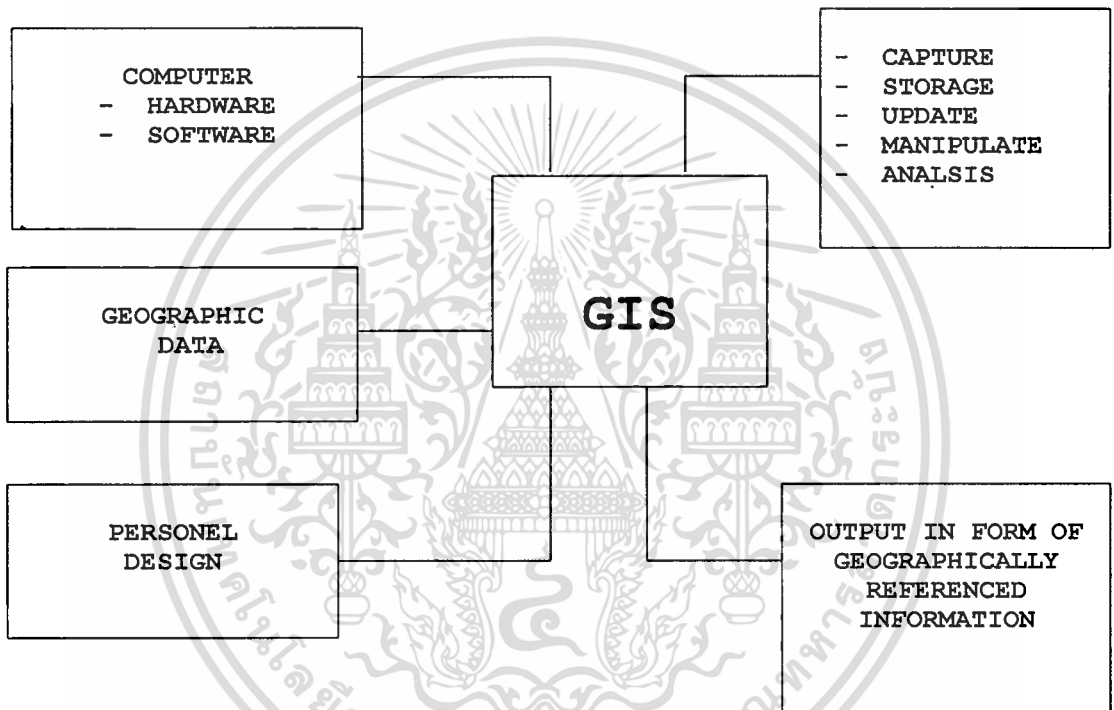 COMPUTER
- HARDWARE
- SOFTWARE
- CAPTURE
- STORAGE
- UPDATE
- MANIPULATE
- ANALSIS
GEOGRAPHIC
DATA
GIS
PERSONEL
DESIGN
OUTPUT IN FORM OF
GEOGRAPHICALLY
REFERENCED
INFORMATION